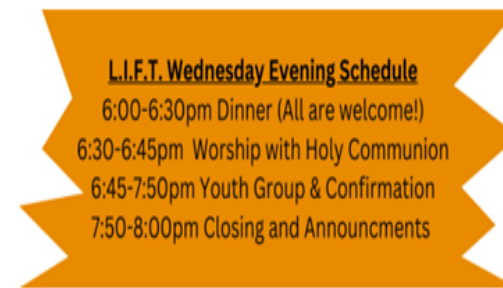 L.I.F.T. Wednesday Evening Schedule
6:00-6:30pm Dinner (All are welcome!)
6:30-6:45pm Worship with Holy Communion
6:45-7:50pm Youth Group & Confirmation
7:50-8:00pm Closing and Announcments